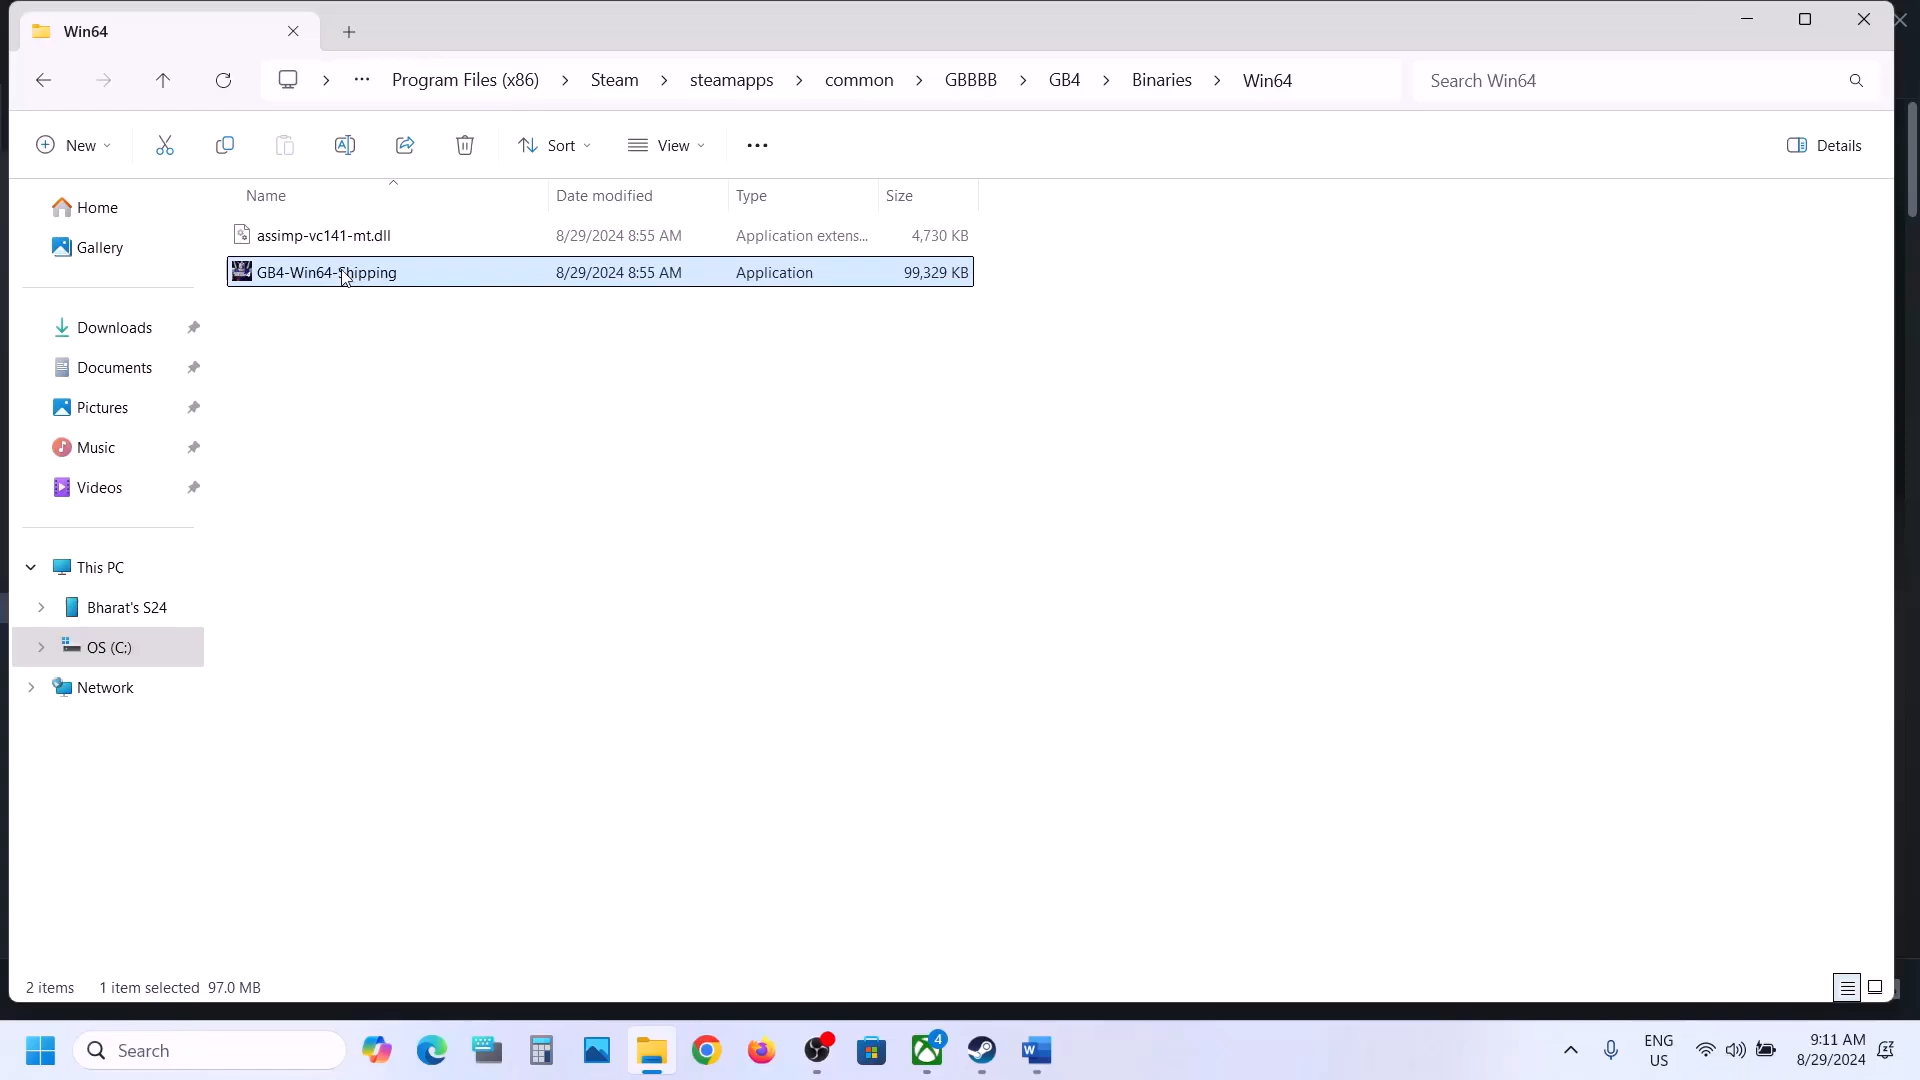 Win64
Program Files (x86) Steam steamapps common GBBBB GB4 Binaries Win64
Search Win64
New Sort View Details
Name Date modified Type Size
assimp-vc141-mt.dll 8/29/2024 8:55 AM Application extens... 4,730 KB
GB4-Win64-Shipping 8/29/2024 8:55 AM Application 99,329 KB
Home
Gallery
Downloads
Documents
Pictures
Music
Videos
This PC
Bharat's S24
OS (C:)
Network
2 items 1 item selected 97.0 MB
Search
4
ENG
US
9:11 AM
8/29/2024